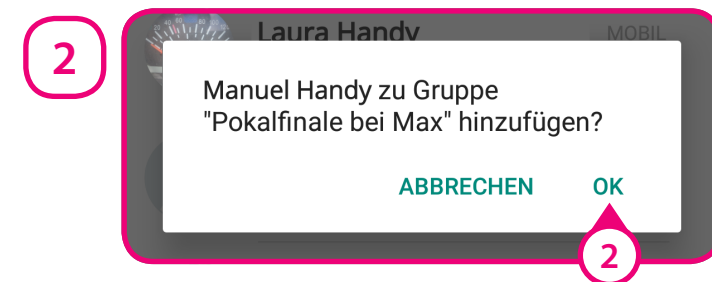 2
Laura Handy MOBIL
Manuel Handy zu Gruppe
"Pokalfinale bei Max" hinzufügen?
ABBRECHEN OK
2